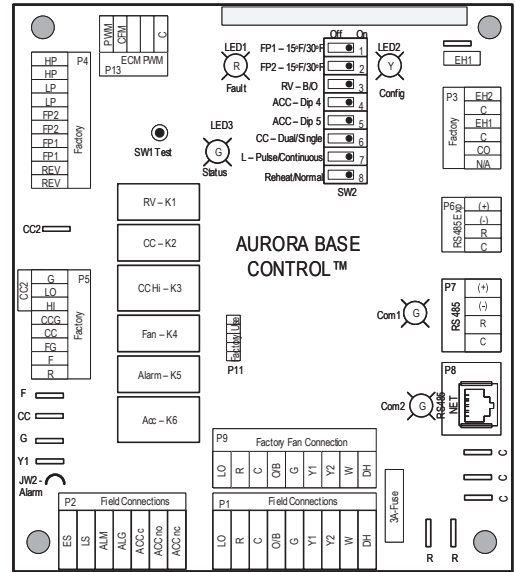 PWM
CFM
C
ECM PWM
P13
Off On
LED1
R
Fault
FP1 – 15ºF/30ºF 1
FP2 – 15ºF/30ºF 2
RV – B/O 3
ACC – Dip 4 4
ACC – Dip 5 5
CC – Dual/Single 6
L – Pulse/Continuous 7
Reheat/Normal 8
SW2
LED2
Y
Config
EH1
HP
HP
LP
LP
FP2
FP2
FP1
FP1
REV
REV
P4
Factory
SW1 Test
LED3
G
Status
P3
Factory
EH2
C
EH1
C
CO
N/A
RV – K1
CC – K2
CC Hi – K3
Fan – K4
Alarm – K5
Acc – K6
AURORA BASE
CONTROL™
P6
RS 485 Exp
(+)
(-)
R
C
CC2
CC2
G
LO
HI
CCG
CC
FG
F
R
P5
Factory
Factory Use
P11
Com1
G
P7
RS 485
(+)
(-)
R
C
Com2
G
P8
RS485
NET
F
CC
G
Y1
JW2 -
Alarm
P9
Factory Fan Connection
LO
R
C
O/B
G
Y1
Y2
W
DH
P2
Field Connections
ES
LS
ALM
ALG
ACC c
ACC no
ACC nc
P1
Field Connections
LO
R
C
O/B
G
Y1
Y2
W
DH
3A-Fuse
C
C
C
R
R